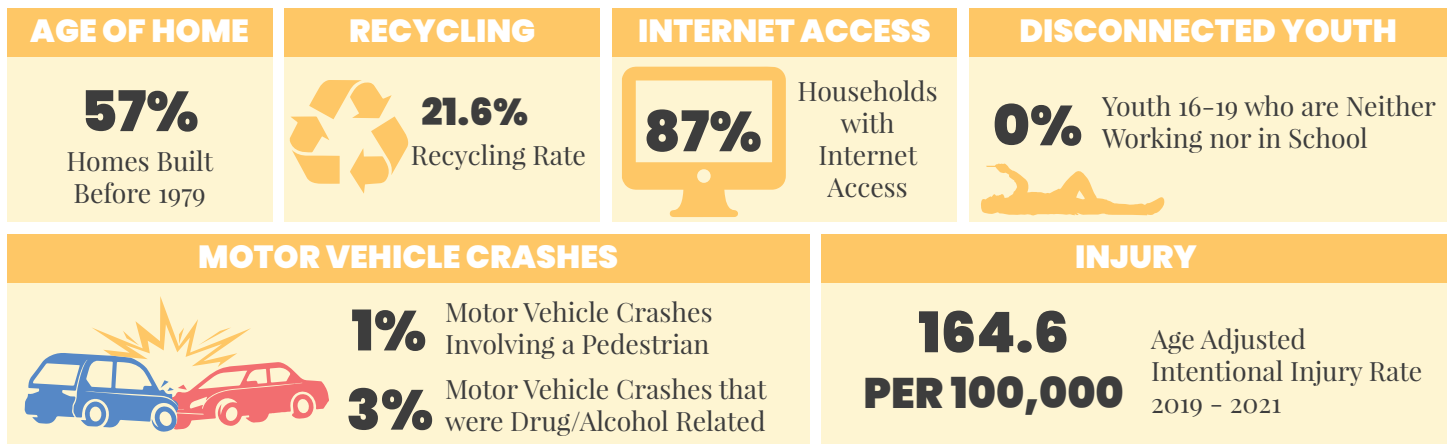 AGE OF HOME
57%
Homes Built
Before 1979
RECYCLING
21.6%
Recycling Rate
INTERNET ACCESS
87%
Households
with
Internet
Access
DISCONNECTED YOUTH
0%
Youth 16-19 who are Neither
Working nor in School
MOTOR VEHICLE CRASHES
1%
Motor Vehicle Crashes
Involving a Pedestrian
3%
Motor Vehicle Crashes that
were Drug/Alcohol Related
INJURY
164.6
PER 100,000
Age Adjusted
Intentional Injury Rate
2019 - 2021